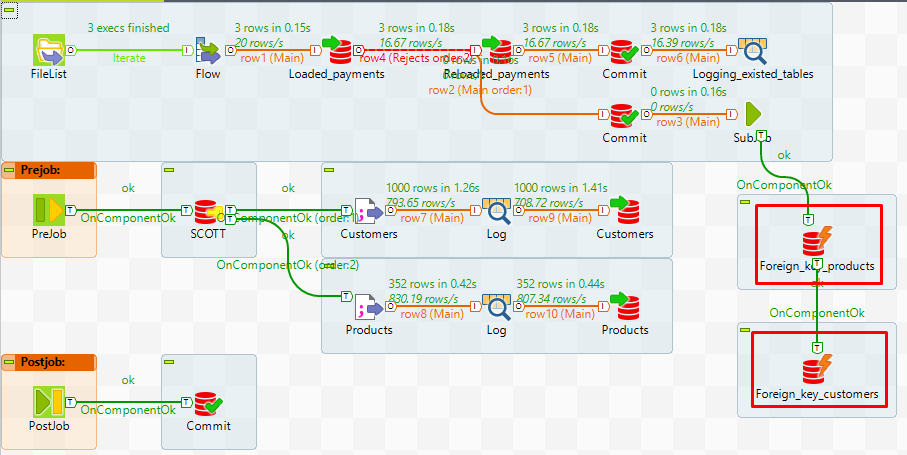 3 execs finished
3 rows in 0.15s
3 rows in 0.18s
3 rows in 0.18s
3 rows in 0.18s
20 rows/s
16.67 rows/s
16.67 rows/s
16.39 rows/s
Iterate
row1 (Main)
row4 (Rejects order:2)
row5 (Main)
row6 (Main)
FileList
Flow
Loaded_payments
Reloaded_payments
Commit
Logging_existed_tables
row2 (Main order:1)
0 rows in 0.16s
0 rows/s
row3 (Main)
Commit
SubJob
ok
OnComponentOk
Prejob:
ok
OnComponentOk
PreJob
SCOTT
ok
OnComponentOk (order:1)
ok
OnComponentOk (order:2)
1000 rows in 1.26s
1000 rows in 1.41s
793.65 rows/s
708.72 rows/s
row7 (Main)
row9 (Main)
Customers
Log
Customers
352 rows in 0.42s
352 rows in 0.44s
830.19 rows/s
807.34 rows/s
row8 (Main)
row10 (Main)
Products
Log
Products
Foreign_key_products
ok
OnComponentOk
Foreign_key_customers
Postjob:
ok
OnComponentOk
PostJob
Commit